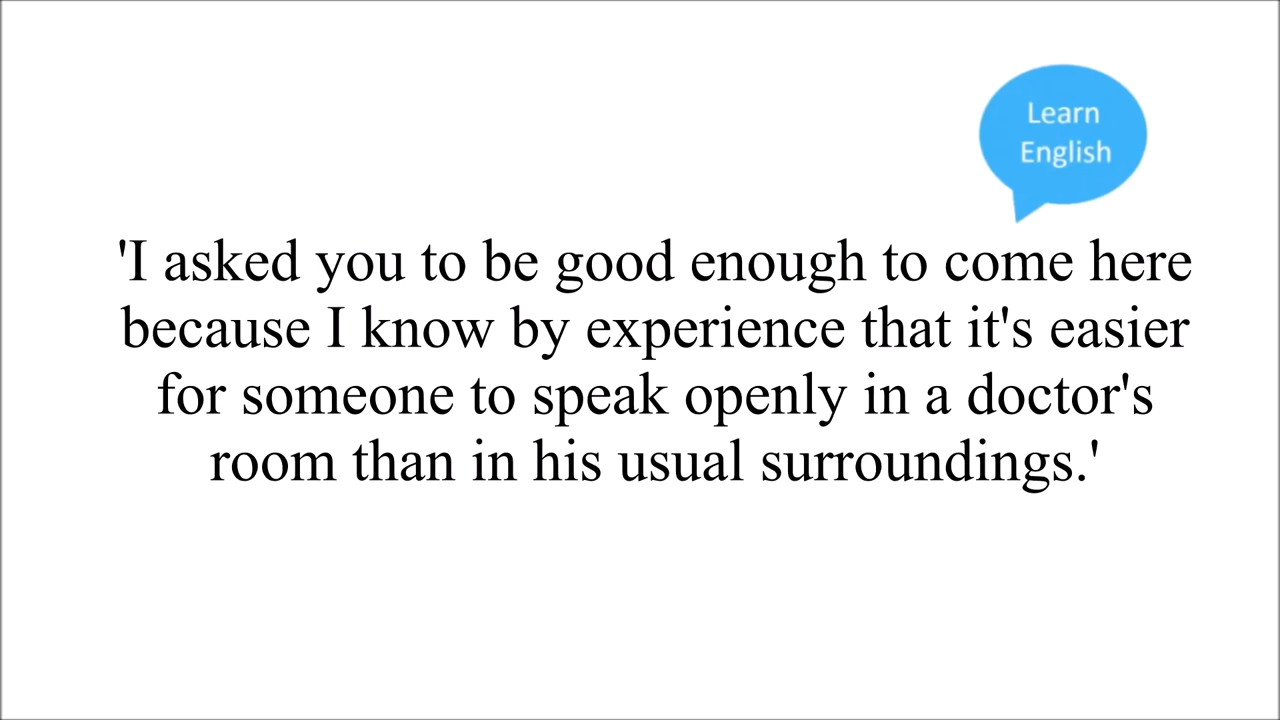 Learn
English
'I asked you to be good enough to come here
because I know by experience that it's easier
for someone to speak openly in a doctor's
room than in his usual surroundings.'